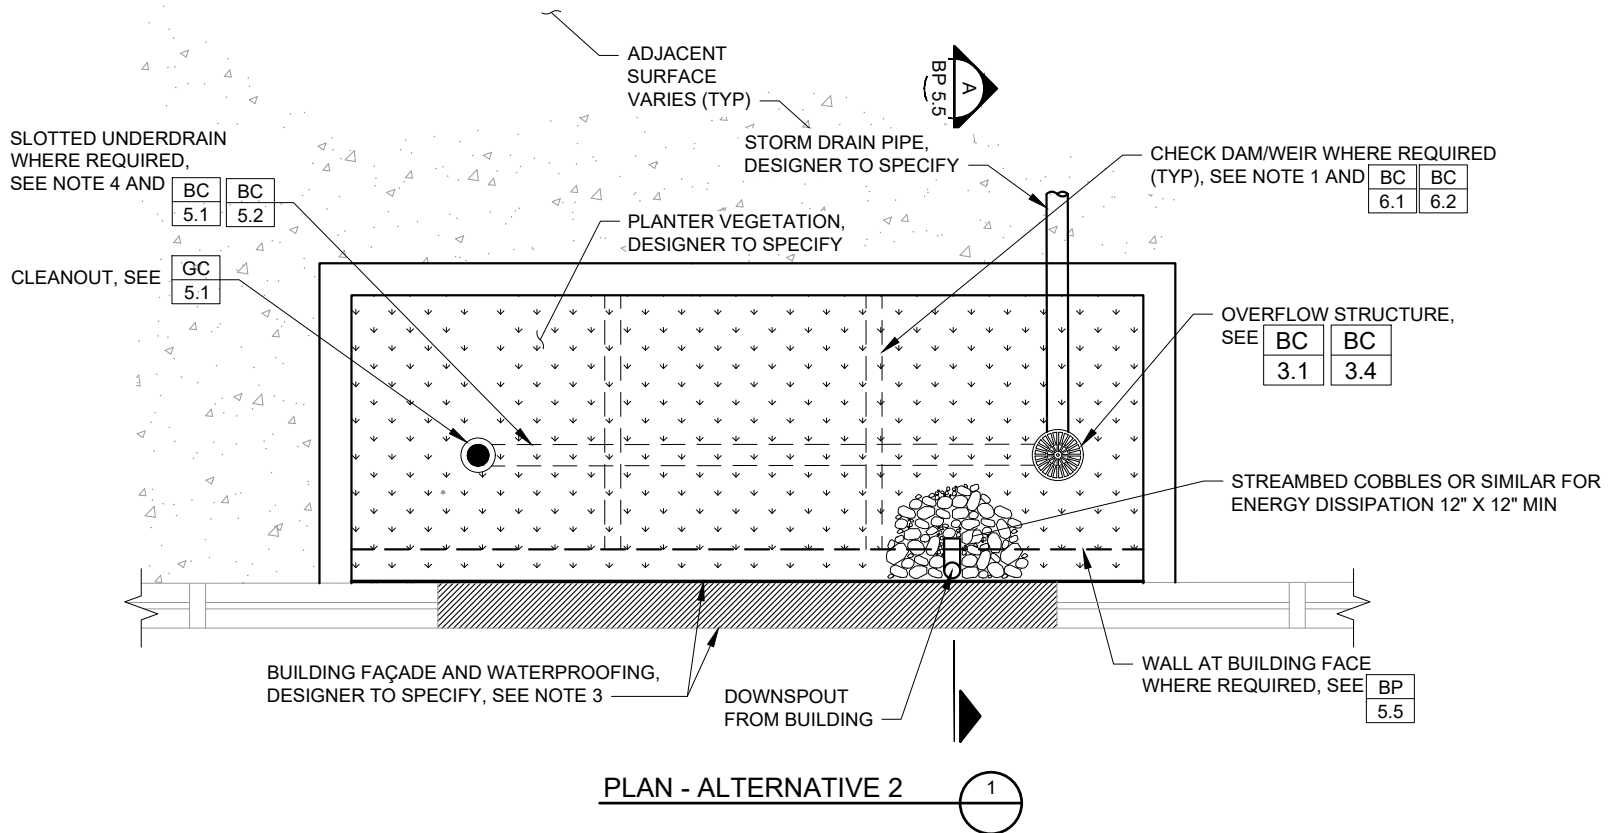 ADJACENT
SURFACE
VARIES (TYP)
A
BP 5.5
SLOTTED UNDERDRAIN
WHERE REQUIRED,
SEE NOTE 4 AND
BC
5.1
BC
5.2
STORM DRAIN PIPE,
DESIGNER TO SPECIFY
CHECK DAM/WEIR WHERE REQUIRED
(TYP), SEE NOTE 1 AND
BC
6.1
BC
6.2
PLANTER VEGETATION,
DESIGNER TO SPECIFY
CLEANOUT, SEE
GC
5.1
OVERFLOW STRUCTURE,
SEE
BC
3.1
BC
3.4
STREAMBED COBBLES OR SIMILAR FOR
ENERGY DISSIPATION 12" X 12" MIN
BUILDING FAÇADE AND WATERPROOFING,
DESIGNER TO SPECIFY, SEE NOTE 3
DOWNSPOUT
FROM BUILDING
WALL AT BUILDING FACE
WHERE REQUIRED, SEE
BP
5.5
PLAN - ALTERNATIVE 2
1